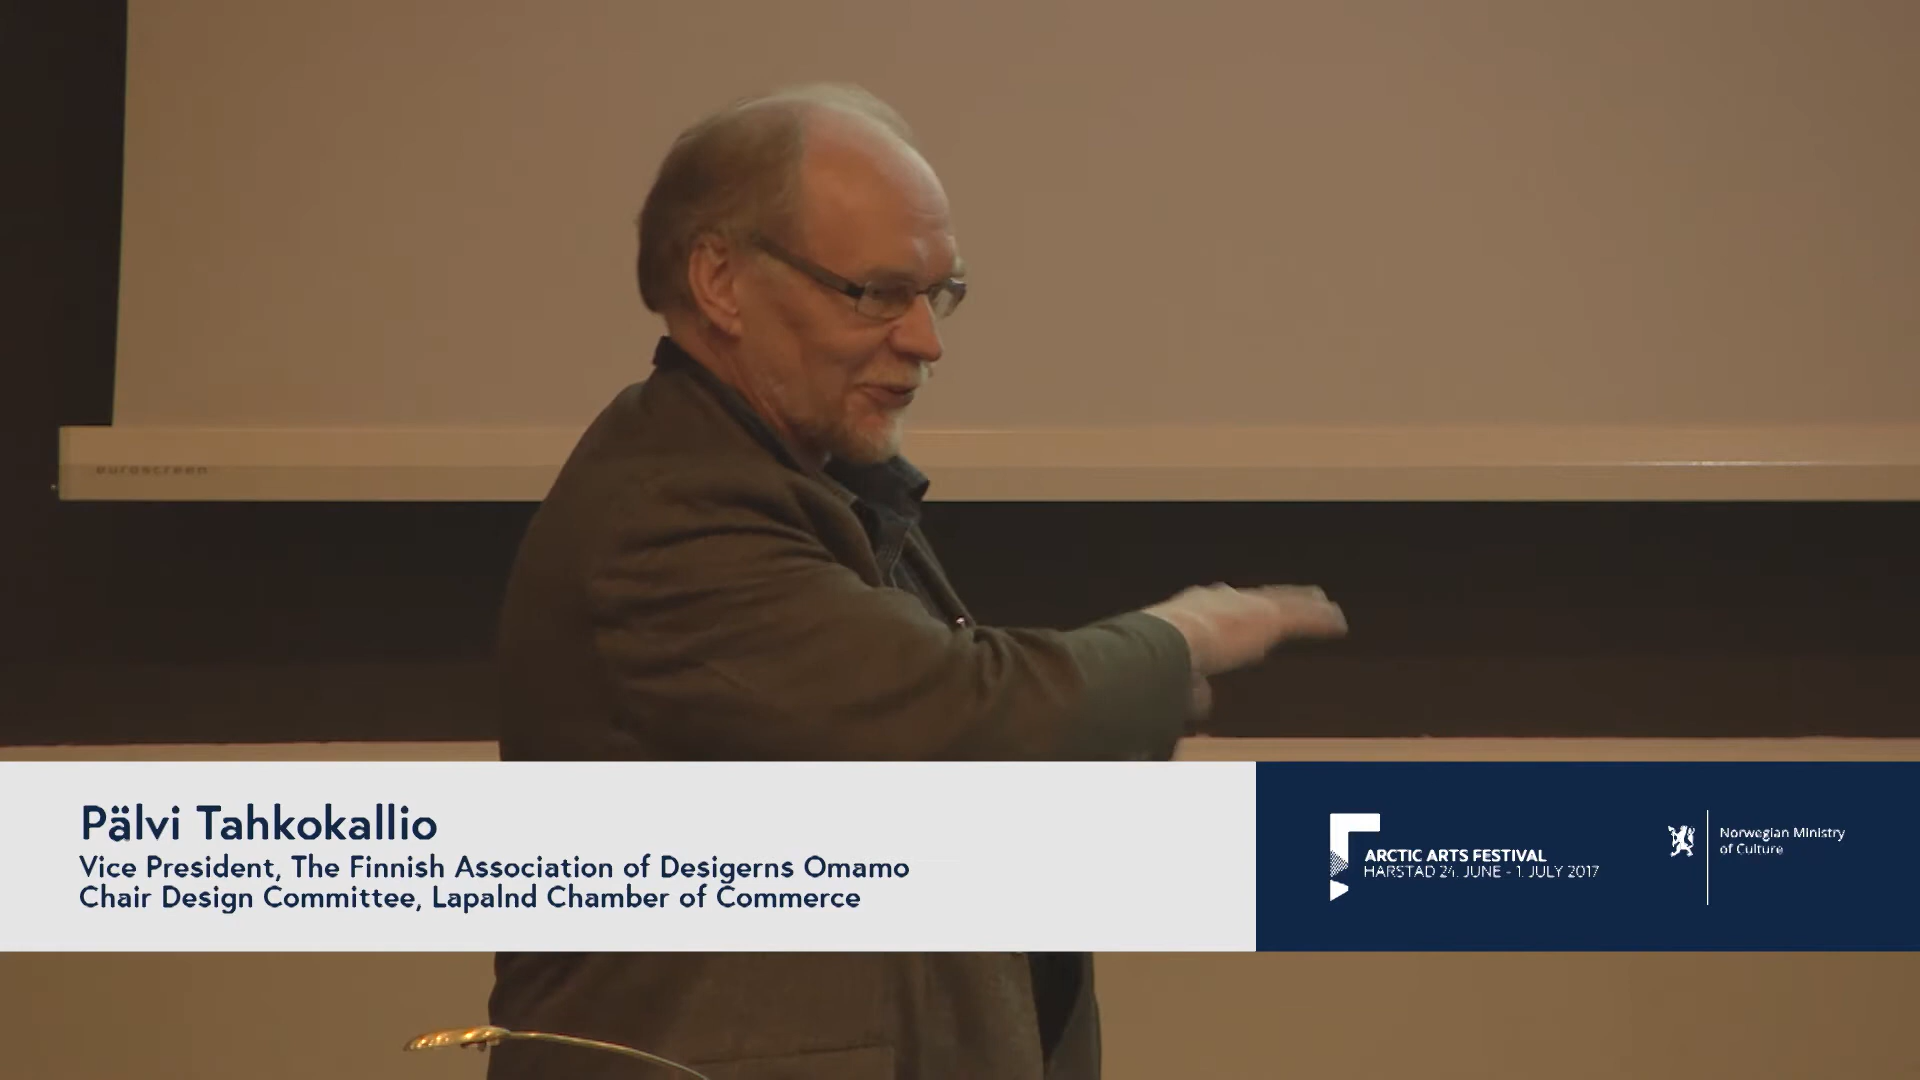 euroscreen
Pälvi Tahkokallio
Vice President, The Finnish Association of Desigerns Omamo
Chair Design Committee, Lapalnd Chamber of Commerce
ARCTIC ARTS FESTIVAL
HARSTAD 24. JUNE - 1. JULY 2017
Norwegian Ministry
of Culture